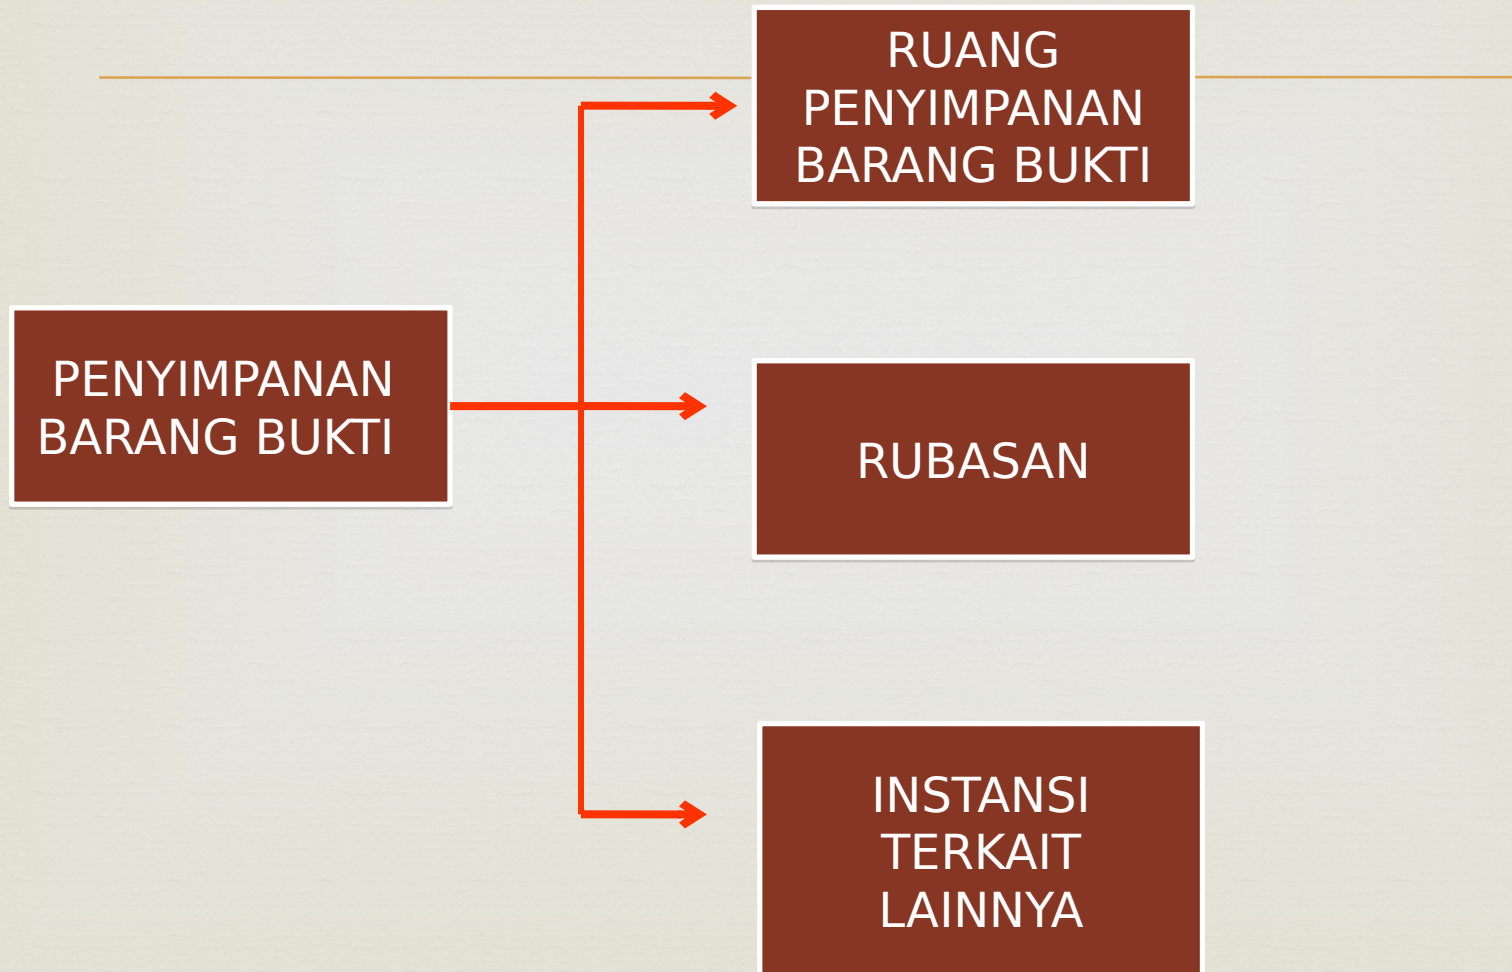 PENYIMPANAN
BARANG BUKTI
RUANG
PENYIMPANAN
BARANG BUKTI
RUBASAN
INSTANSI
TERKAIT
LAINNYA